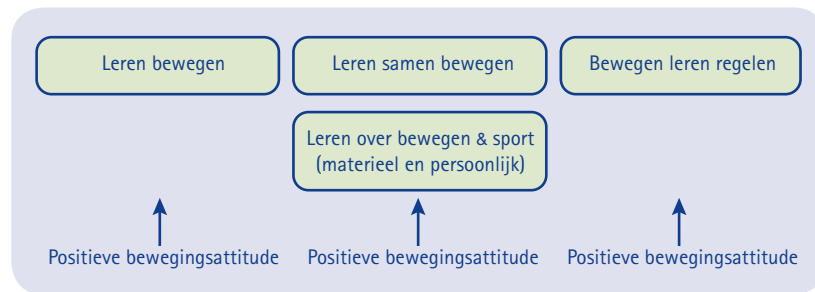 Leren bewegen
Leren samen bewegen
Bewegen leren regelen
Leren over bewegen & sport
(materieel en persoonlijk)
Positieve bewegingsattitude
Positieve bewegingsattitude
Positieve bewegingsattitude